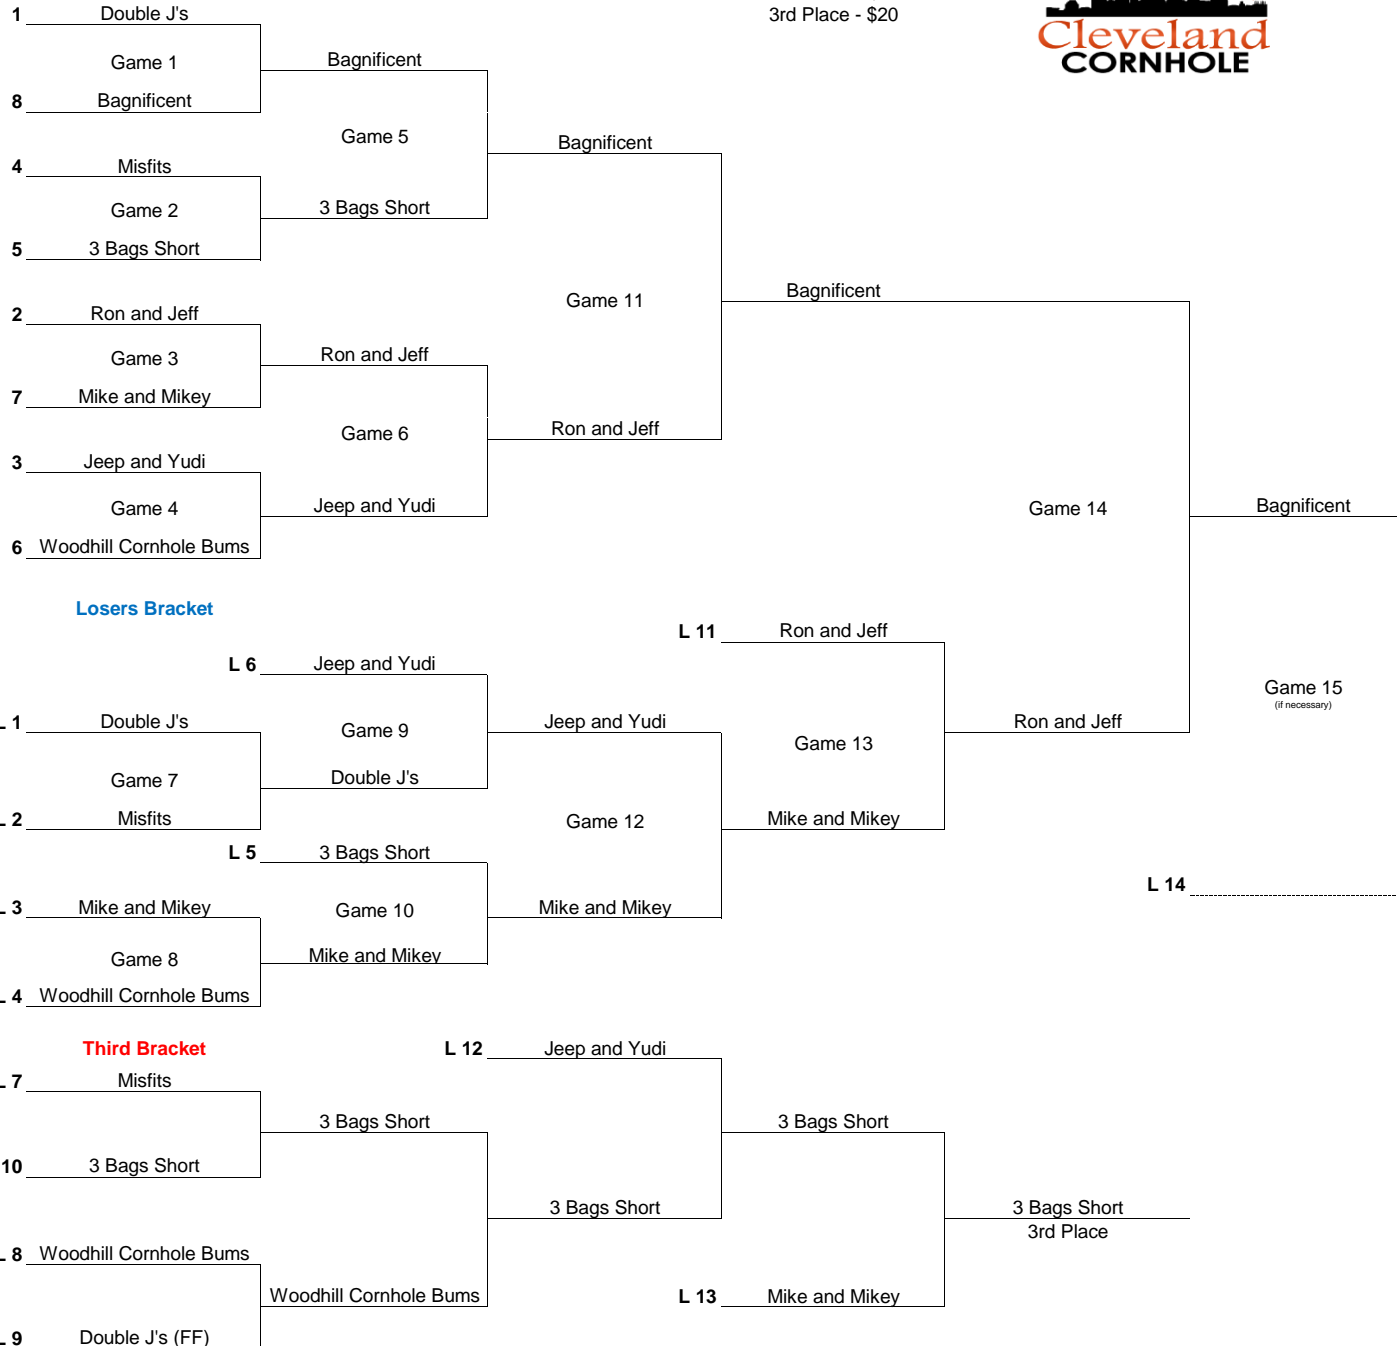 1 Double J's
3rd Place - $20
Cleveland
CORNHOLE
Game 1
Bagnificent
8 Bagnificent
Game 5
Bagnificent
4 Misfits
Game 2
3 Bags Short
5 3 Bags Short
Game 11
Bagnificent
2 Ron and Jeff
Game 3
Ron and Jeff
7 Mike and Mikey
Game 6
Ron and Jeff
3 Jeep and Yudi
Game 4
Jeep and Yudi
Game 14
Bagnificent
6 Woodhill Cornhole Bums
Losers Bracket
L 11 Ron and Jeff
L 6 Jeep and Yudi
Game 15
(if necessary)
L 1 Double J's
Game 9
Jeep and Yudi
Game 13
Ron and Jeff
Game 7
Double J's
L 2 Misfits
Game 12
Mike and Mikey
L 5 3 Bags Short
L 14
L 3 Mike and Mikey
Game 10
Mike and Mikey
Game 8
Mike and Mikey
L 4 Woodhill Cornhole Bums
Third Bracket
L 12 Jeep and Yudi
L 7 Misfits
3 Bags Short
3 Bags Short
10 3 Bags Short
3 Bags Short
3 Bags Short
3rd Place
L 8 Woodhill Cornhole Bums
Woodhill Cornhole Bums
L 13 Mike and Mikey
L 9 Double J's (FF)